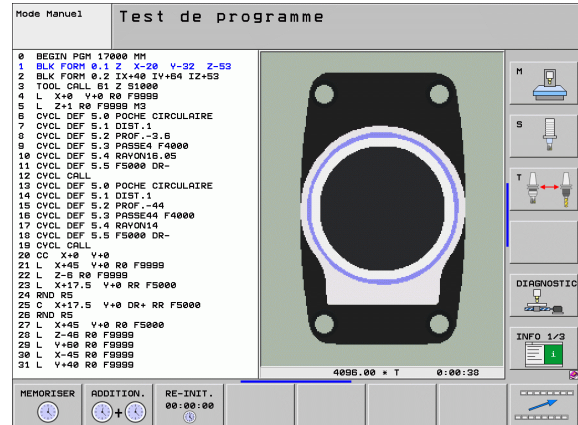 Mode Manuel
Test de programme
0 BEGIN PGM 17000 MM
1 BLK FORM 0.1 Z X-20 Y-32 Z-53
2 BLK FORM 0.2 IX+40 IY+64 IZ+53
3 TOOL CALL 61 Z S1000
4 L X+0 Y+0 R0 F9999
5 L Z+1 R0 F9999 M3
6 CYCL DEF 5.0 POCHE CIRCULAIRE
7 CYCL DEF 5.1 DIST.1
8 CYCL DEF 5.2 PROF.-3.6
9 CYCL DEF 5.3 PASSE4 F4000
10 CYCL DEF 5.4 RAYON16.05
11 CYCL DEF 5.5 F5000 DR-
12 CYCL CALL
13 CYCL DEF 5.0 POCHE CIRCULAIRE
14 CYCL DEF 5.1 DIST.1
15 CYCL DEF 5.2 PROF.-44
16 CYCL DEF 5.3 PASSE44 F4000
17 CYCL DEF 5.4 RAYON14
18 CYCL DEF 5.5 F5000 DR-
19 CYCL CALL
20 CC X+0 Y+0
21 L X+45 Y+0 R0 F9999
22 L Z-6 R0 F9999
23 L X+17.5 Y+0 RR F5000
24 RND R5
25 C X+17.5 Y+0 DR+ RR F5000
26 RND R5
27 L X+45 Y+0 R0 F5000
28 L Z-46 R0 F9999
29 L Y+60 R0 F9999
30 L X-45 R0 F9999
31 L Y+40 R0 F9999
4096.00 * T 0:00:38
M
S
T
DIAGNOSTIC
INFO 1/3
i
MEMORISER
ADDITION.
+
RE-INIT.
00:00:00